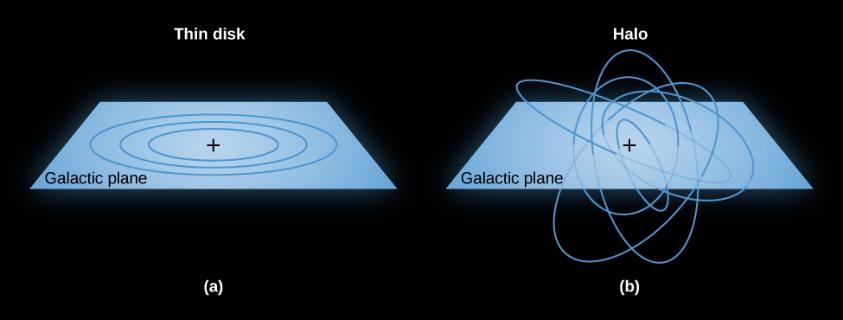 Thin disk
Halo
+
+
Galactic plane
Galactic plane
(a)
(b)